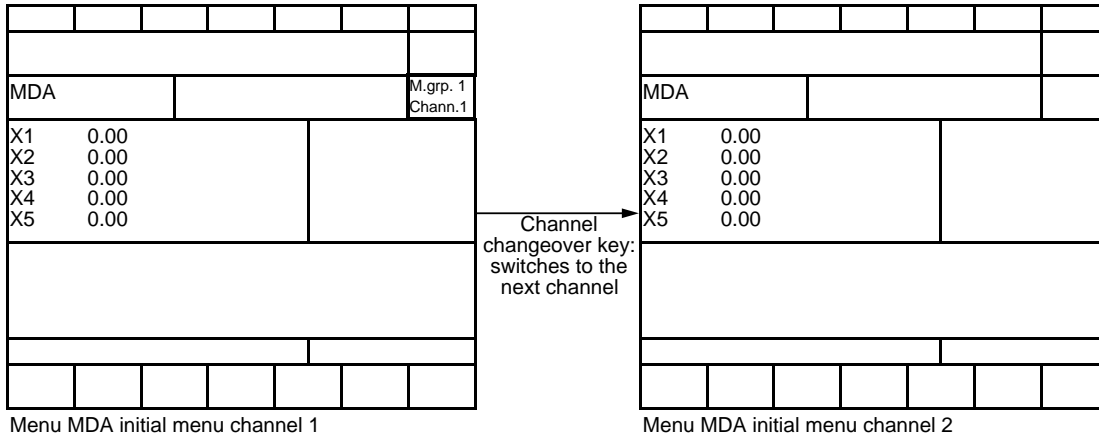 MDA
M.grp. 1
Chann.1
X1 0.00
X2 0.00
X3 0.00
X4 0.00
X5 0.00
Menu MDA initial menu channel 1
Channel
changeover key:
switches to the
next channel
MDA
X1 0.00
X2 0.00
X3 0.00
X4 0.00
X5 0.00
Menu MDA initial menu channel 2